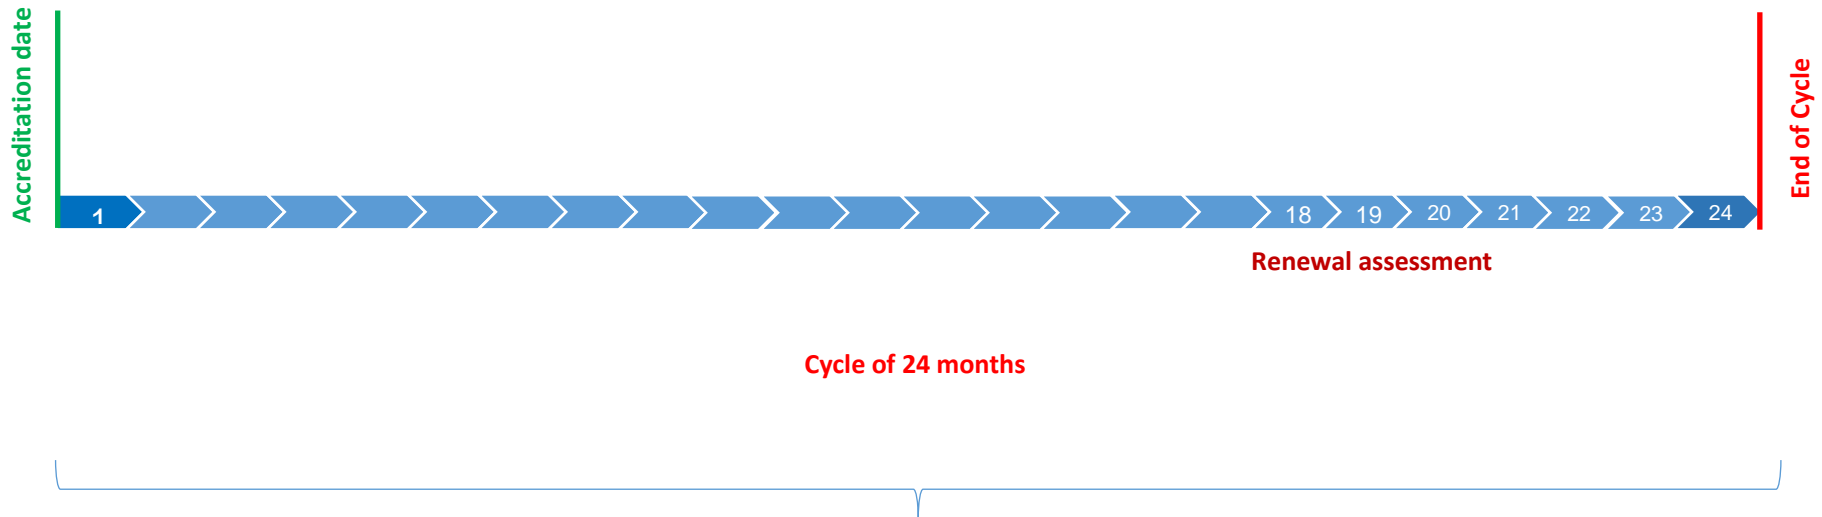 Accreditation date
End of Cycle
1 18 19 20 21 22 23 24
Renewal assessment
Cycle of 24 months